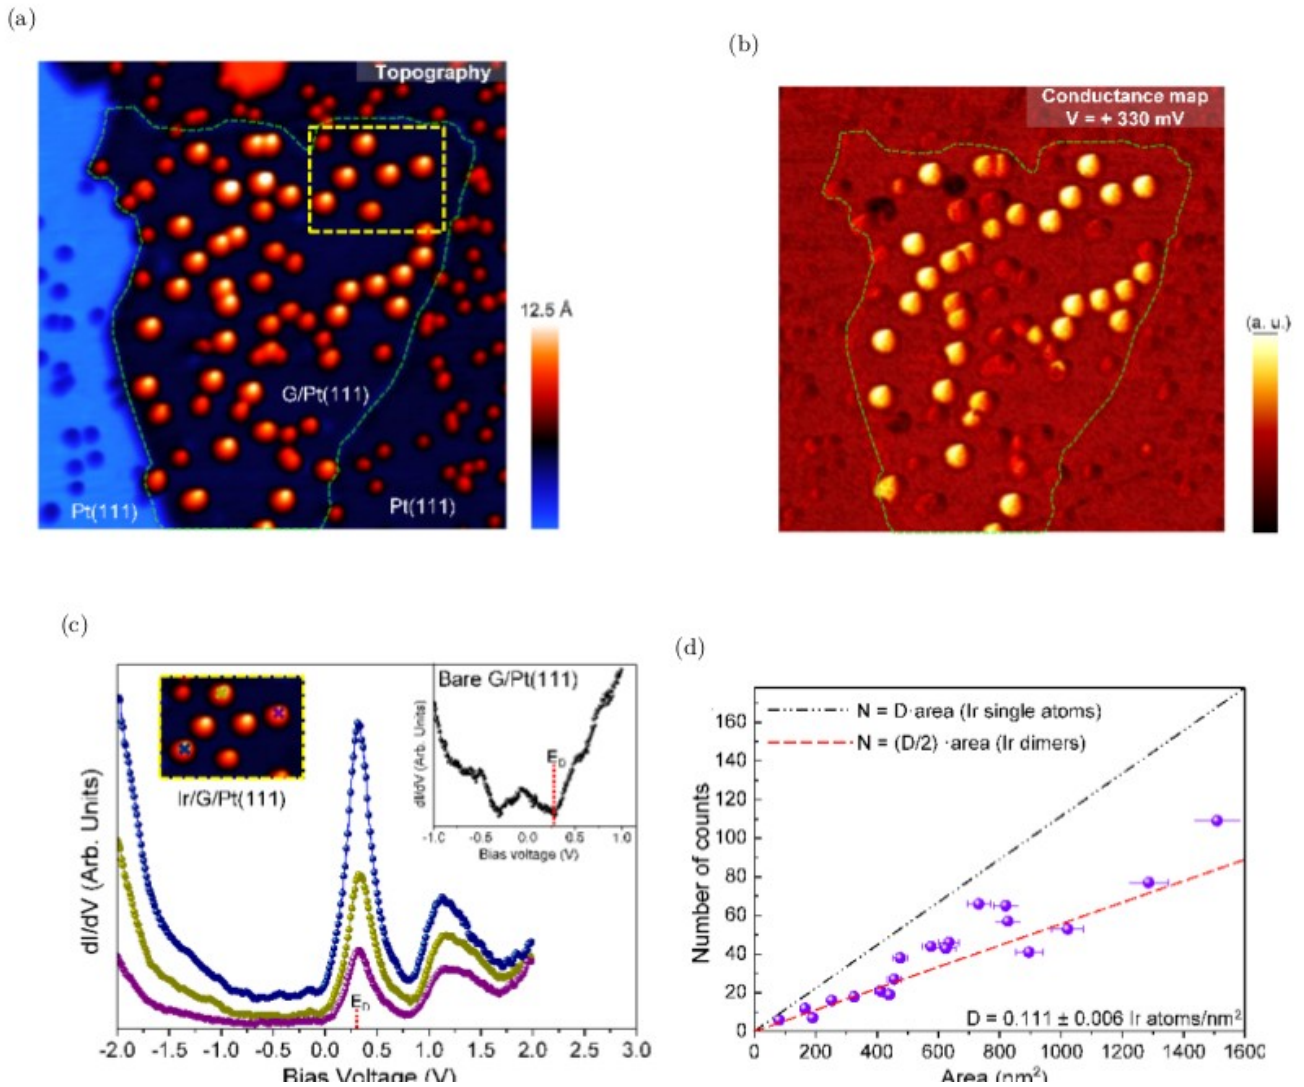 (a)
Topography
12.5 Å
G/Pt(111)
Pt(111)
Pt(111)
(b)
Conductance map
V = + 330 mV
(a. u.)
(c)
dI/dV (Arb. Units)
Ir/G/Pt(111)
Bare G/Pt(111)
dI/dV (Arb. Units)
E_D
-1.0 -0.5 0.0 0.5 1.0
Bias voltage (V)
E_D
-2.0 -1.5 -1.0 -0.5 0.0 0.5 1.0 1.5 2.0 2.5 3.0
Bias Voltage (V)
(d)
Number of counts
160
140
120
100
80
60
40
20
0
N = D·area (Ir single atoms)
N = (D/2) ·area (Ir dimers)
D = 0.111 ± 0.006 Ir atoms/nm²
0 200 400 600 800 1000 1200 1400 1600
Area (nm²)